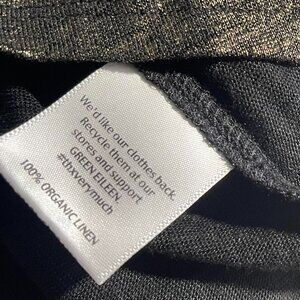 We'd like our clothes back.
Recycle them at our
stores and support
GREEN EILEEN
#thxverymuch
100% ORGANIC LINEN